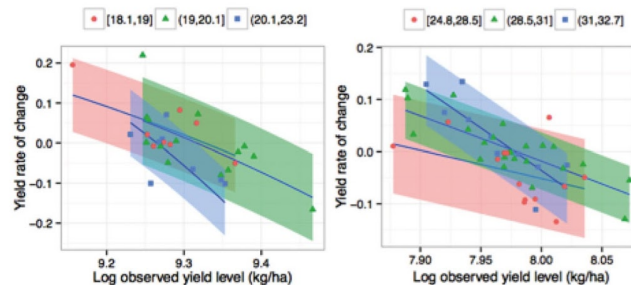 [18.1,19] (19,20.1] (20.1,23.2]
Yield rate of change
0.2
0.1
0.0
-0.1
-0.2
9.2 9.3 9.4
Log observed yield level (kg/ha)
[24.8,28.5] (28.5,31] (31,32.7]
Yield rate of change
0.2
0.1
0.0
-0.1
7.90 7.95 8.00 8.05
Log observed yield level (kg/ha)